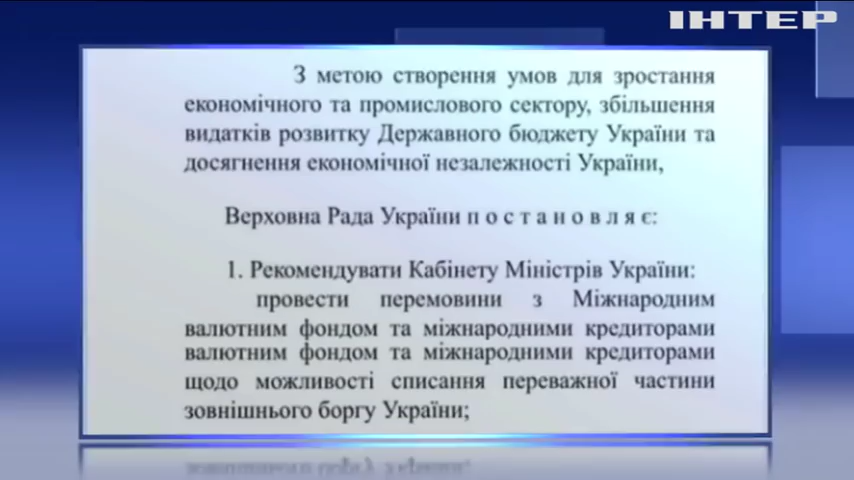 ІНТЕР
З метою створення умов для зростання
економічного та промислового сектору, збільшення
видатків розвитку Державного бюджету України та
досягнення економічної незалежності України,
Верховна Рада України п о с т а н о в л я є:
1. Рекомендувати Кабінету Міністрів України:
провести перемовини з Міжнародним
валютним фондом та міжнародними кредиторами
валютним фондом та міжнародними кредиторами
щодо можливості списання переважної частини
зовнішнього боргу України;